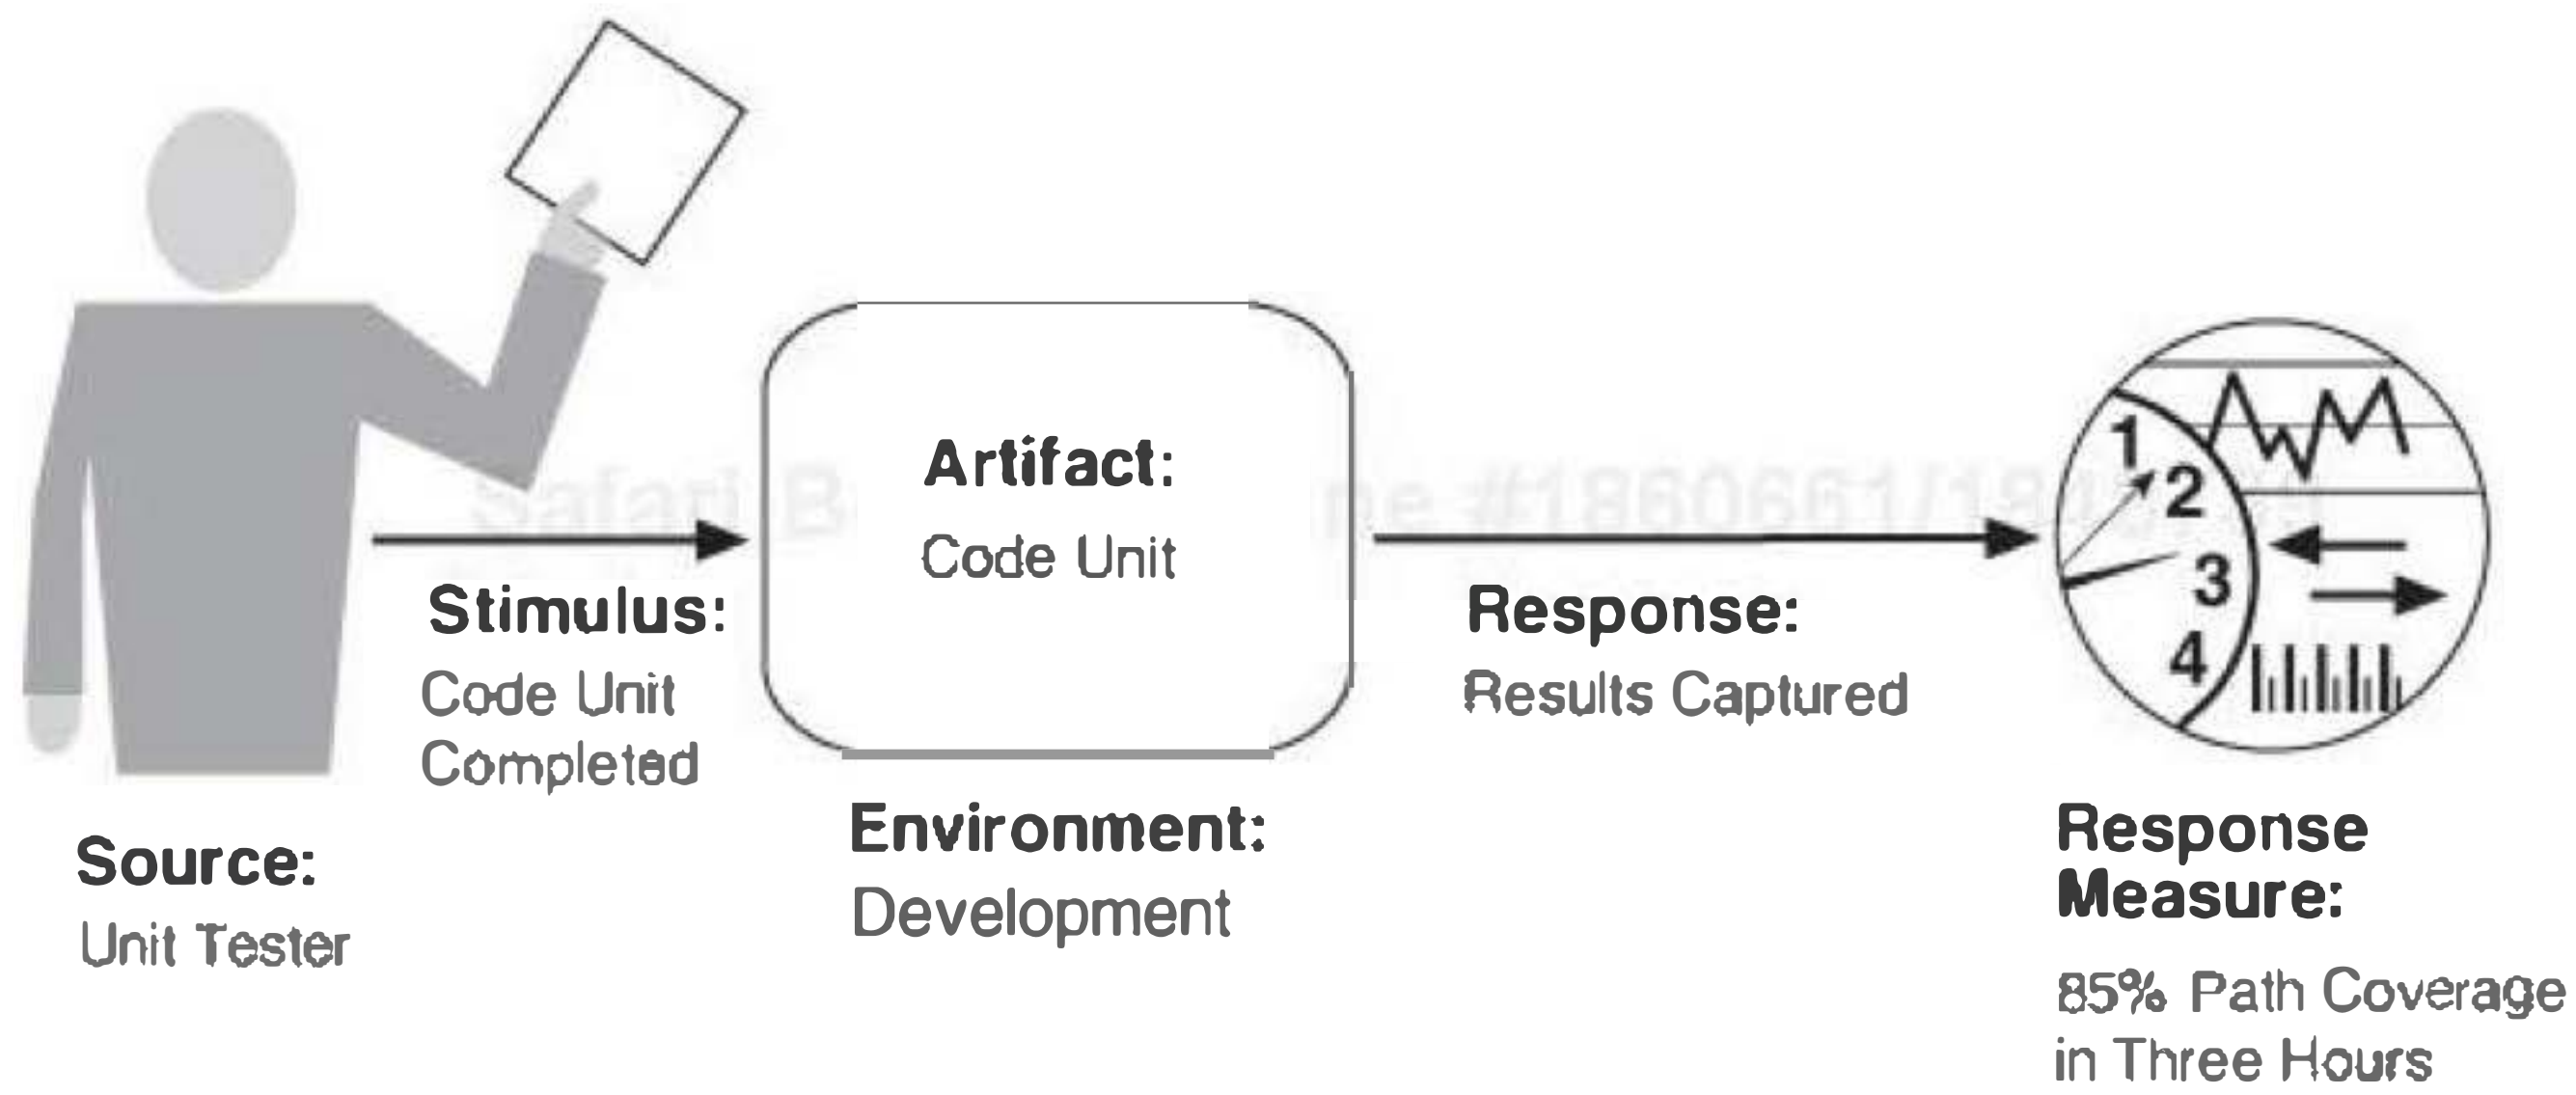 Artifact:
Code Unit
Stimulus:
Code Unit
Completed
Response:
Results Captured
1
2
3
4
Source:
Unit Tester
Environment:
Development
Response
Measure:
85% Path Coverage
in Three Hours